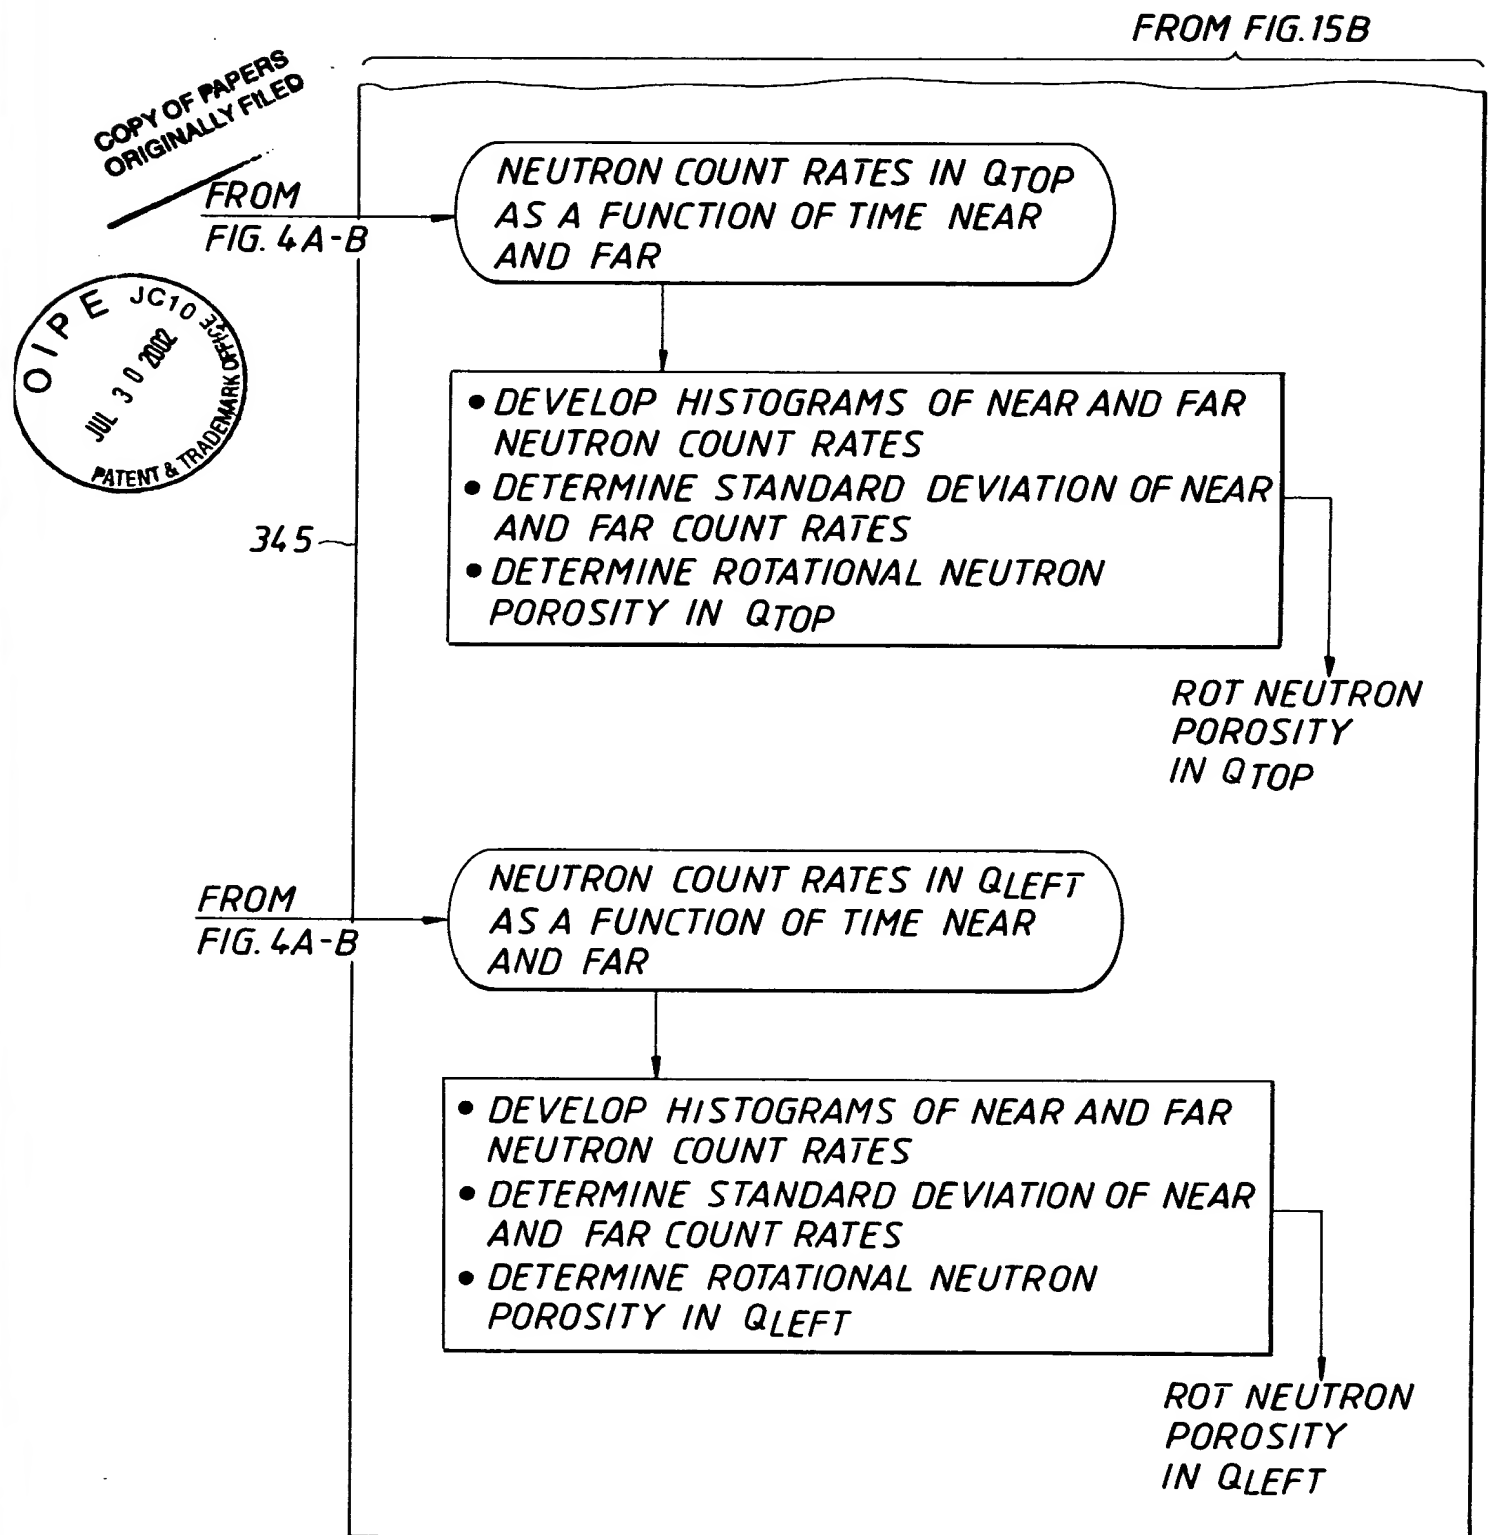 FROM FIG. 15B
COPY OF PAPERS
ORIGINALLY FILED
FROM
FIG. 4A-B
NEUTRON COUNT RATES IN QTOP
AS A FUNCTION OF TIME NEAR
AND FAR
OIPE JC10
JUL 30 2002
PATENT & TRADEMARK OFFICE
• DEVELOP HISTOGRAMS OF NEAR AND FAR
NEUTRON COUNT RATES
• DETERMINE STANDARD DEVIATION OF NEAR
AND FAR COUNT RATES
• DETERMINE ROTATIONAL NEUTRON
POROSITY IN QTOP
345
ROT NEUTRON
POROSITY
IN QTOP
FROM
FIG. 4A-B
NEUTRON COUNT RATES IN QLEFT
AS A FUNCTION OF TIME NEAR
AND FAR
• DEVELOP HISTOGRAMS OF NEAR AND FAR
NEUTRON COUNT RATES
• DETERMINE STANDARD DEVIATION OF NEAR
AND FAR COUNT RATES
• DETERMINE ROTATIONAL NEUTRON
POROSITY IN QLEFT
ROT NEUTRON
POROSITY
IN QLEFT